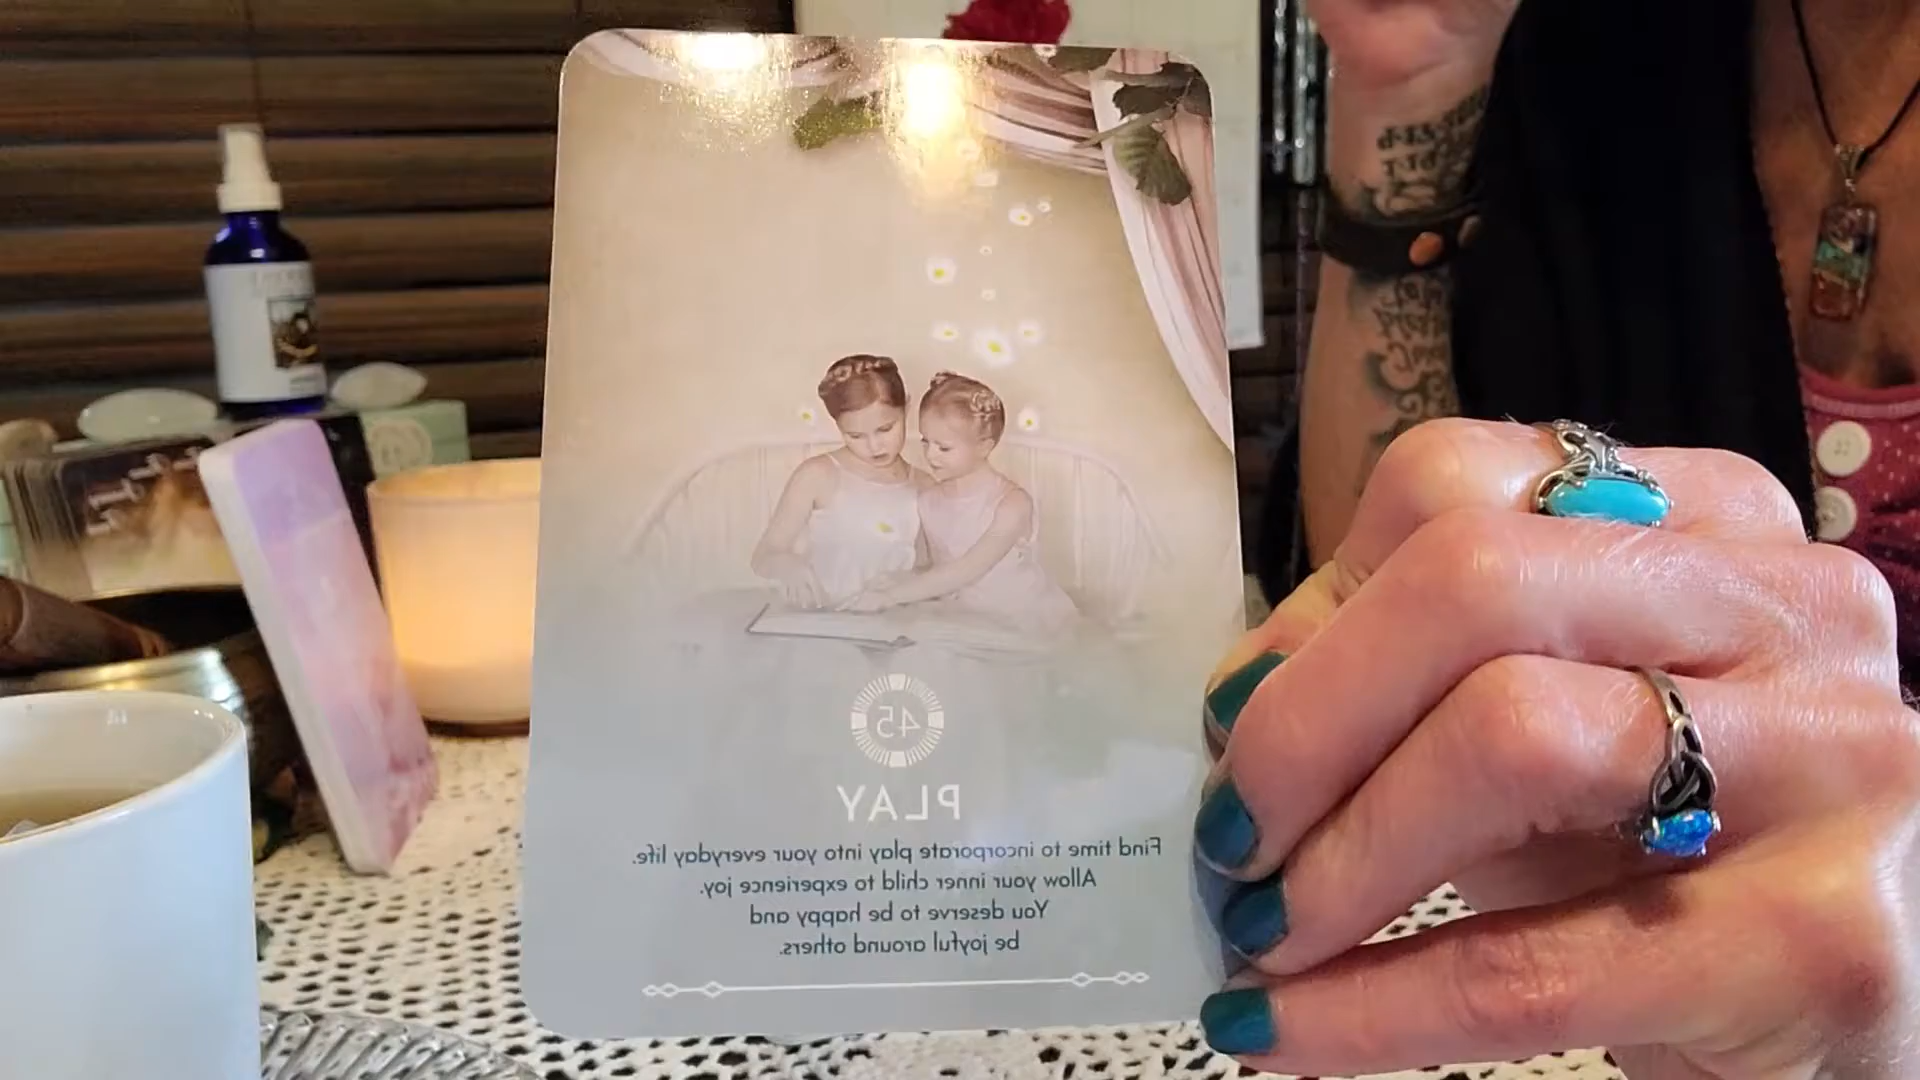 45
PLAY
Find time to incorporate play into your everyday life.
Allow your inner child to experience joy.
You deserve to be happy and
be joyful around others.